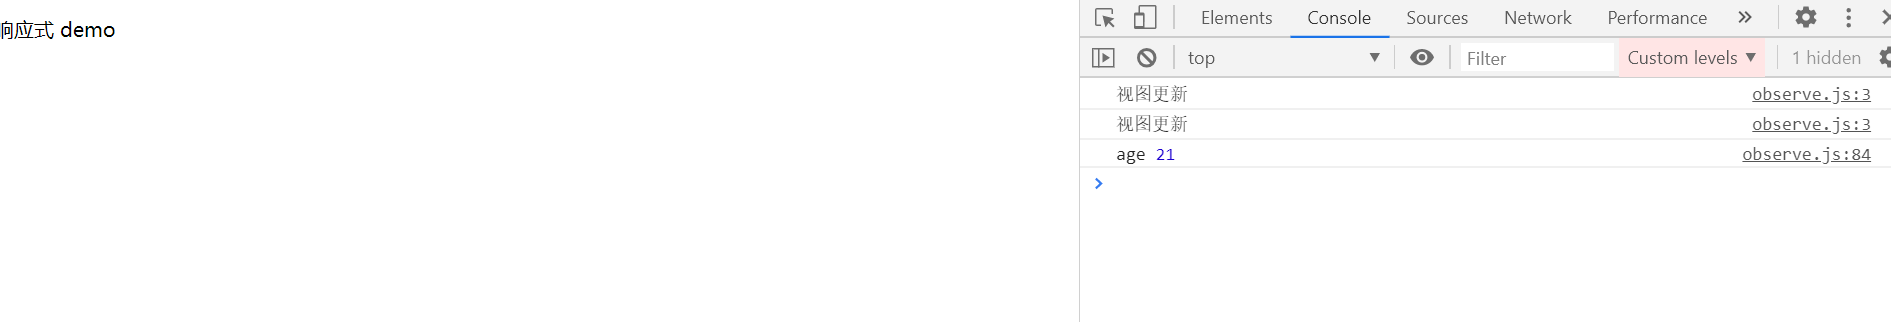 响应式 demo
Elements Console Sources Network Performance
top Filter Custom levels 1 hidden
视图更新 observe.js:3
视图更新 observe.js:3
age 21 observe.js:84